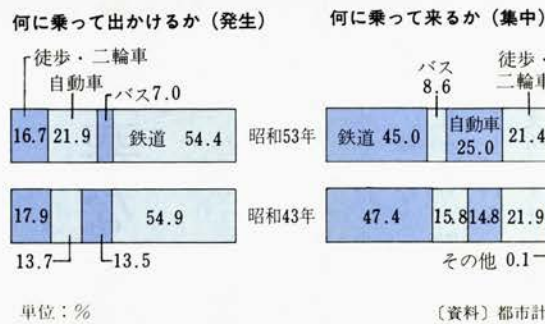 何に乗って出かけるか（発生）
徒歩・二輪車
自動車
バス7.0
16.7 21.9 鉄道 54.4
昭和53年
17.9 54.9
昭和43年
13.7 13.5
単位：％
何に乗って来るか（集中）
バス
8.6
徒歩・
二輪車
鉄道 45.0
自動車
25.0
21.4
47.4 15.8 14.8 21.9
その他 0.1
〔資料〕都市計